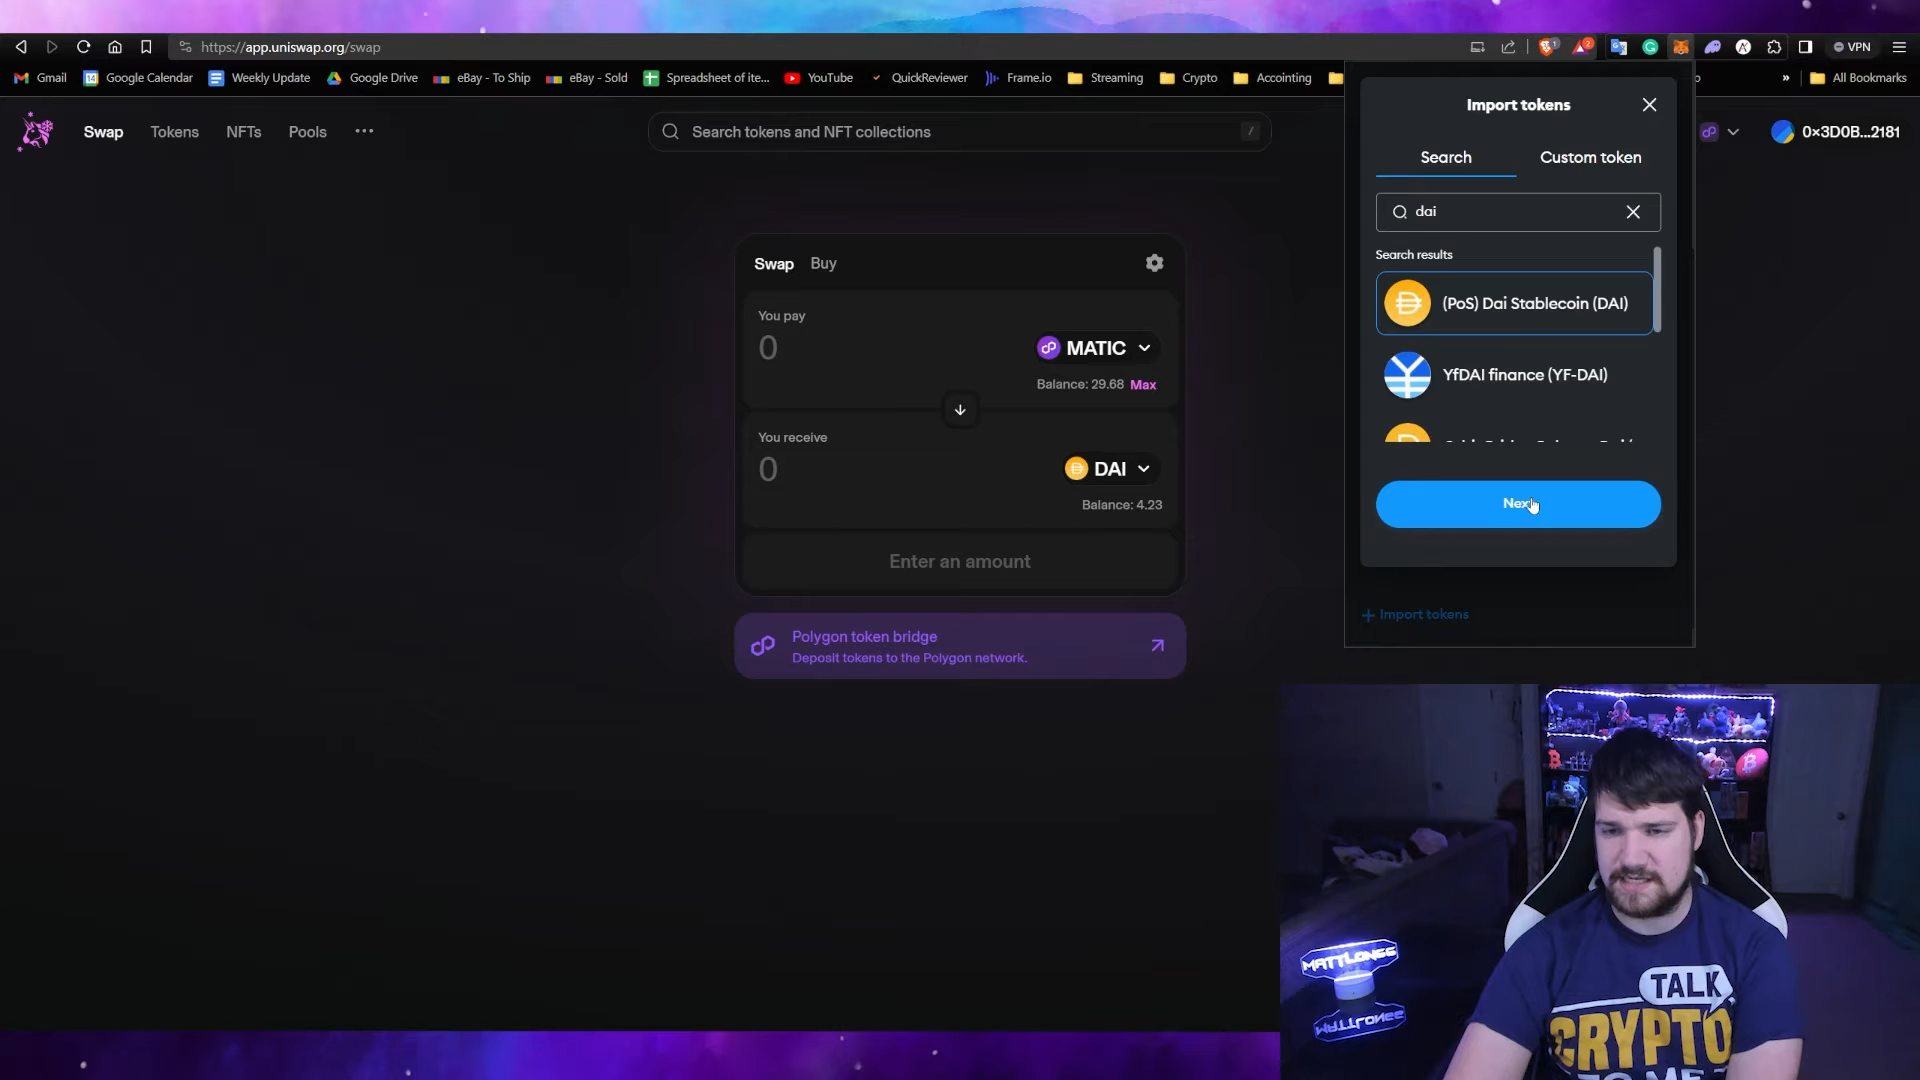 https://app.uniswap.org/swap
VPN
Gmail
Google Calendar
Weekly Update
Google Drive
eBay - To Ship
eBay - Sold
Spreadsheet of ite...
YouTube
QuickReviewer
Frame.io
Streaming
Crypto
Accointing
»
All Bookmarks
Swap
Tokens
NFTs
Pools
Search tokens and NFT collections
/
0×3D0B...2181
Import tokens
Search
Custom token
dai
Search results
(PoS) Dai Stablecoin (DAI)
YfDAI finance (YF-DAI)
Next
+ Import tokens
Swap Buy
You pay
0
MATIC
Balance: 29.68 Max
You receive
0
DAI
Balance: 4.23
Enter an amount
Polygon token bridge
Deposit tokens to the Polygon network.
MATTLONES
TALK
CRYPTO
TO ME